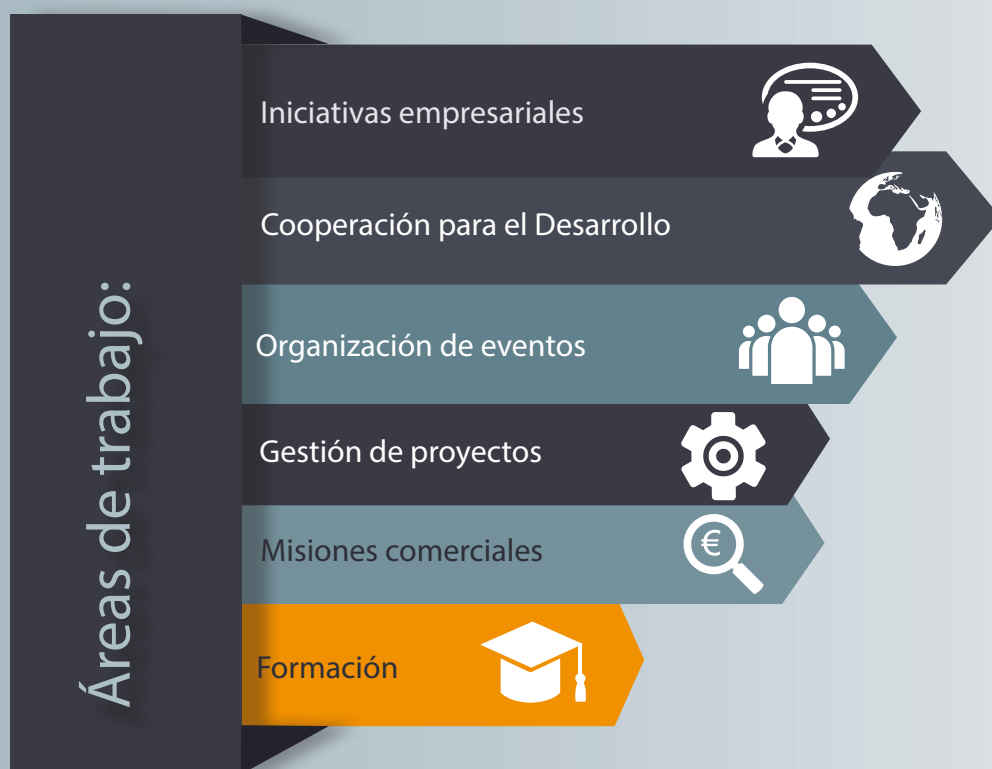 Áreas de trabajo:
Iniciativas empresariales
Cooperación para el Desarrollo
Organización de eventos
Gestión de proyectos
Misiones comerciales
€
Formación